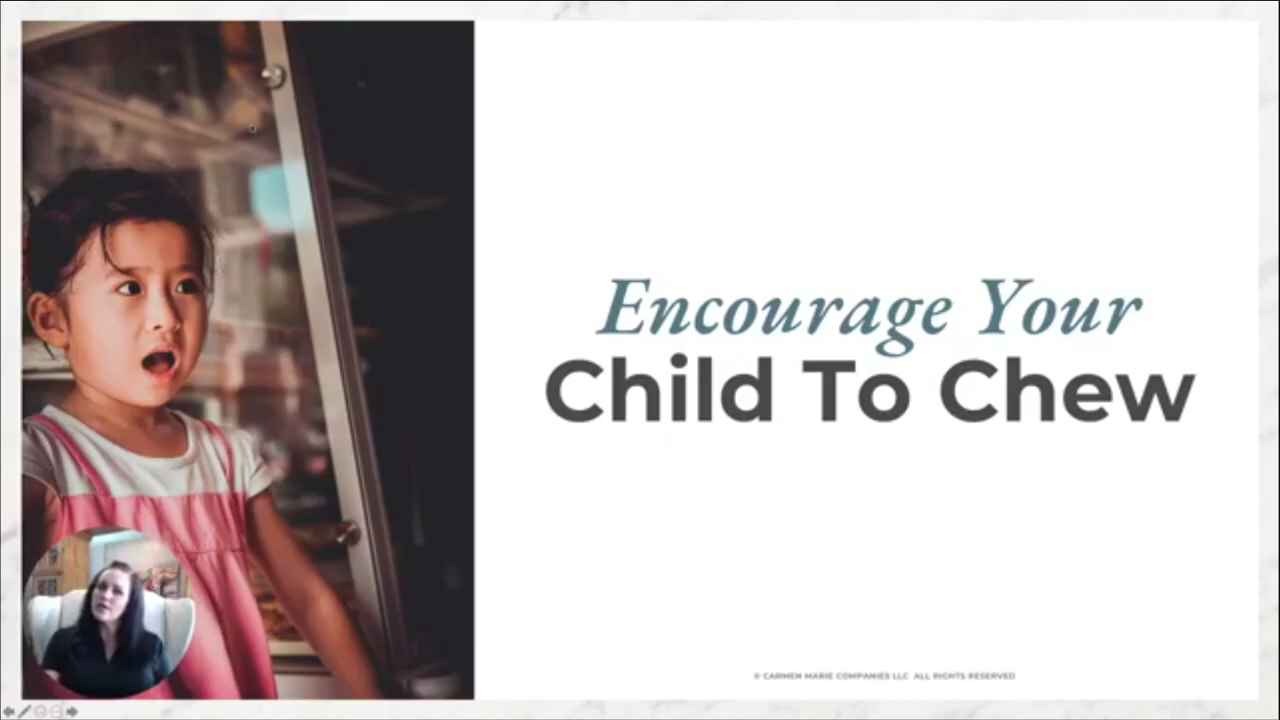 Encourage Your
Child To Chew
© CARMEN MARIE COMPANIES LLC ALL RIGHTS RESERVED